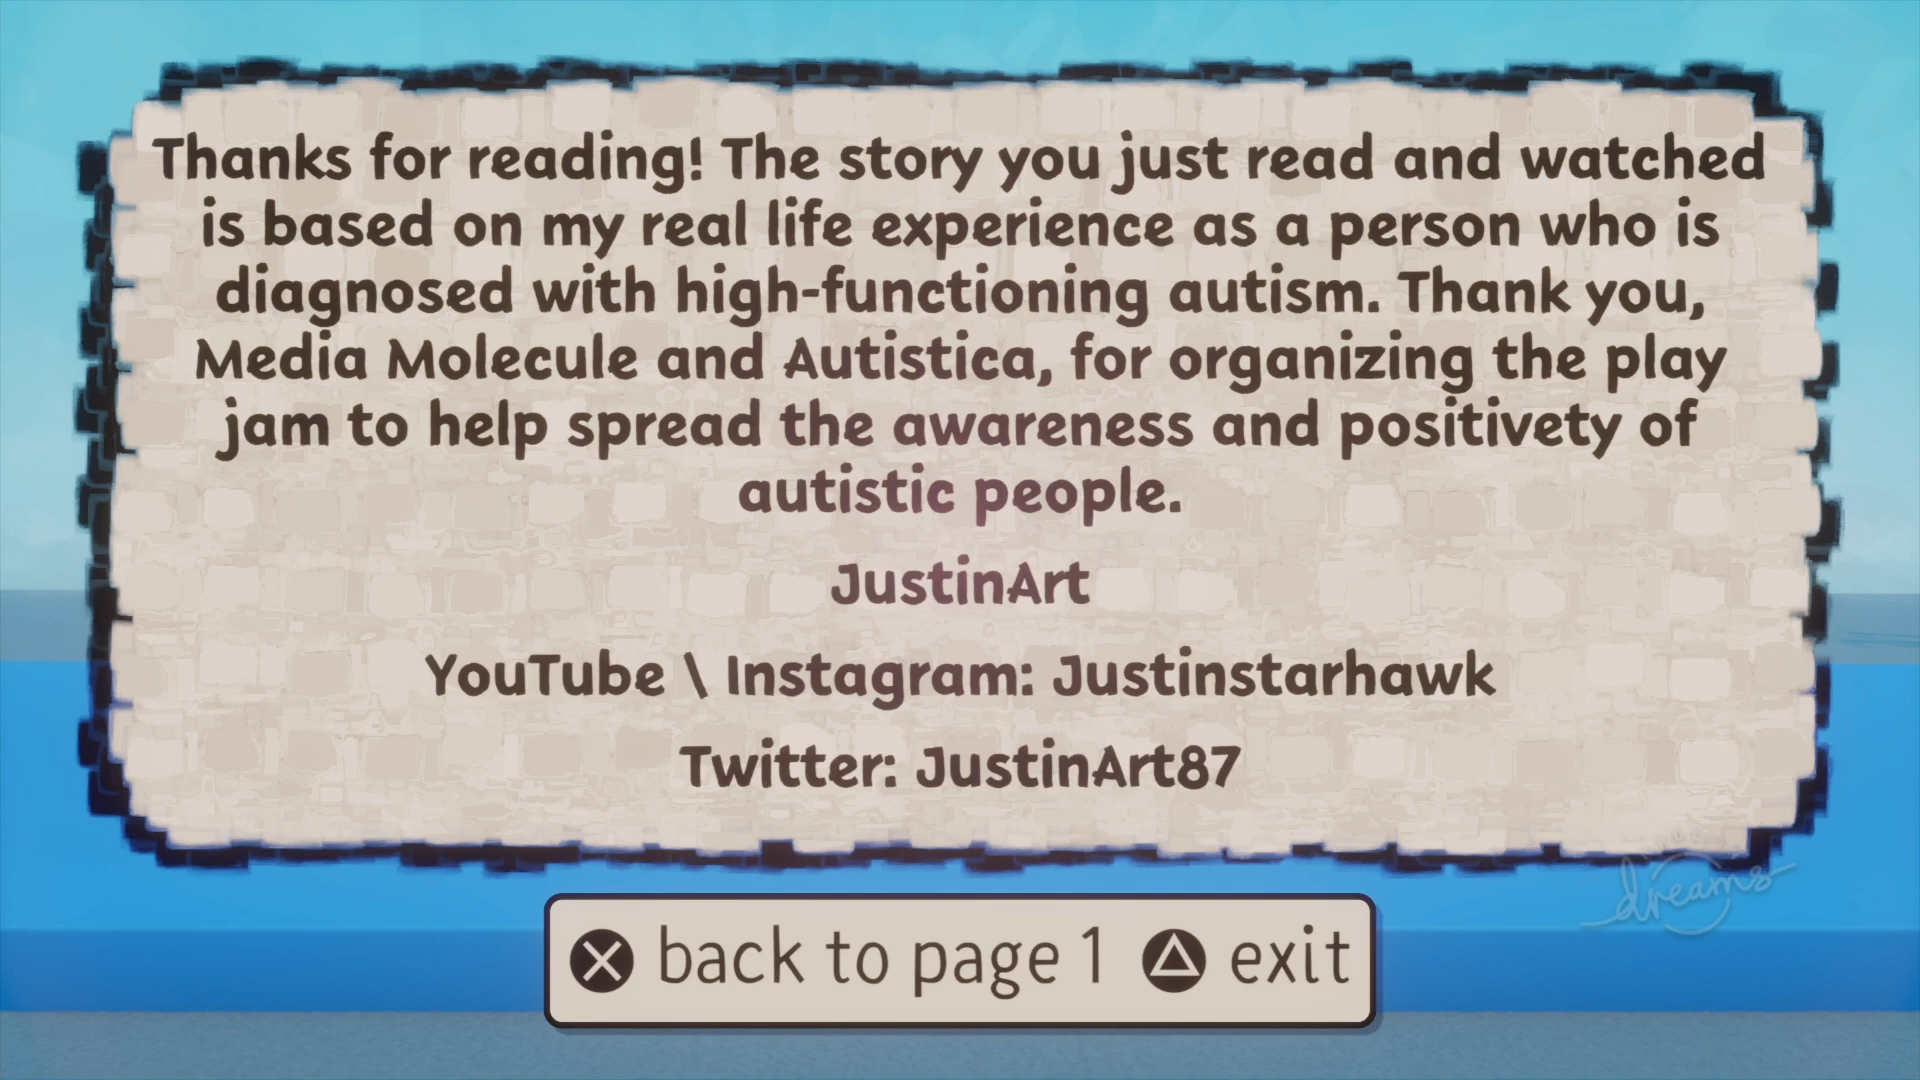 Thanks for reading! The story you just read and watched
is based on my real life experience as a person who is
diagnosed with high-functioning autism. Thank you,
Media Molecule and Autistica, for organizing the play
jam to help spread the awareness and positivety of
autistic people.
JustinArt
YouTube \ Instagram: Justinstarhawk
Twitter: JustinArt87
dreams
back to page 1 exit